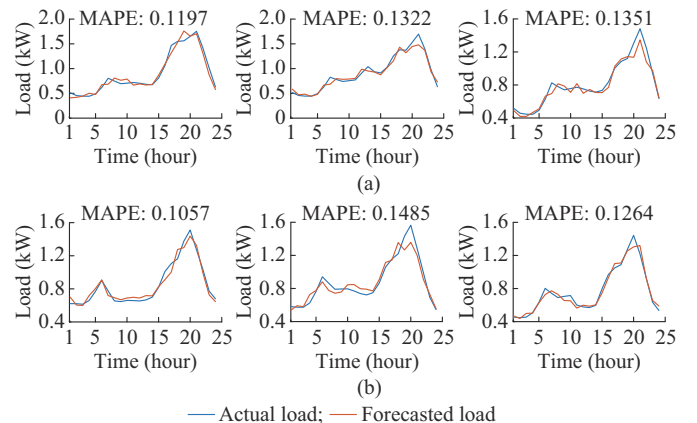 MAPE: 0.1197 MAPE: 0.1322 MAPE: 0.1351
Load (kW) 2.0 1.5 1.0 0.5 0
1 5 10 15 20 25
Time (hour)
Load (kW) 2.0 1.5 1.0 0.5 0
1 5 10 15 20 25
Time (hour)
Load (kW) 1.6 1.2 0.8 0.4
1 5 10 15 20 25
Time (hour)
(a)
MAPE: 0.1057 MAPE: 0.1485 MAPE: 0.1264
Load (kW) 1.6 1.2 0.8 0.4
1 5 10 15 20 25
Time (hour)
Load (kW) 1.6 1.2 0.8 0.4
1 5 10 15 20 25
Time (hour)
Load (kW) 1.6 1.2 0.8 0.4
1 5 10 15 20 25
Time (hour)
(b)
Actual load; Forecasted load